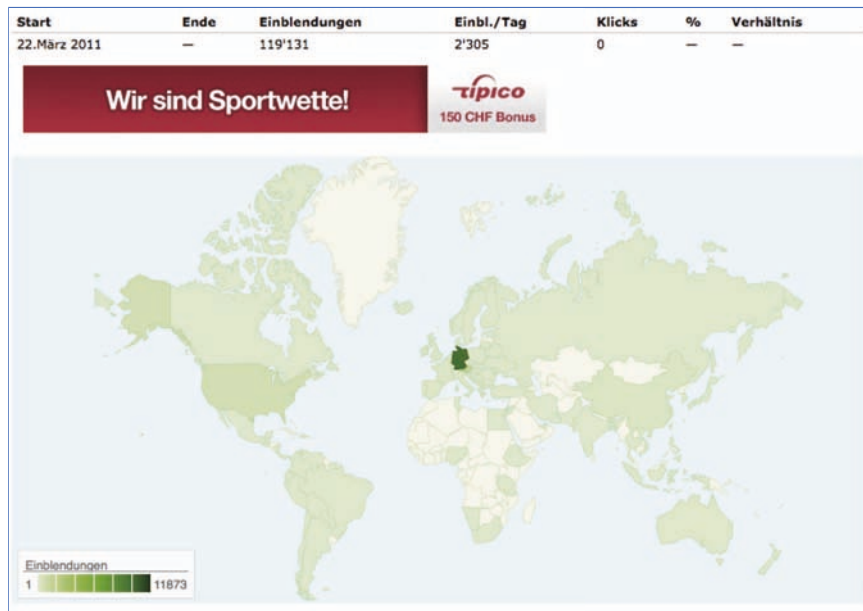 Start Ende Einblendungen Einbl./Tag Klicks % Verhältnis
22.März 2011 — 119'131 2'305 0 — —
Wir sind Sportwette!
tipico
150 CHF Bonus
Einblendungen
1 11873